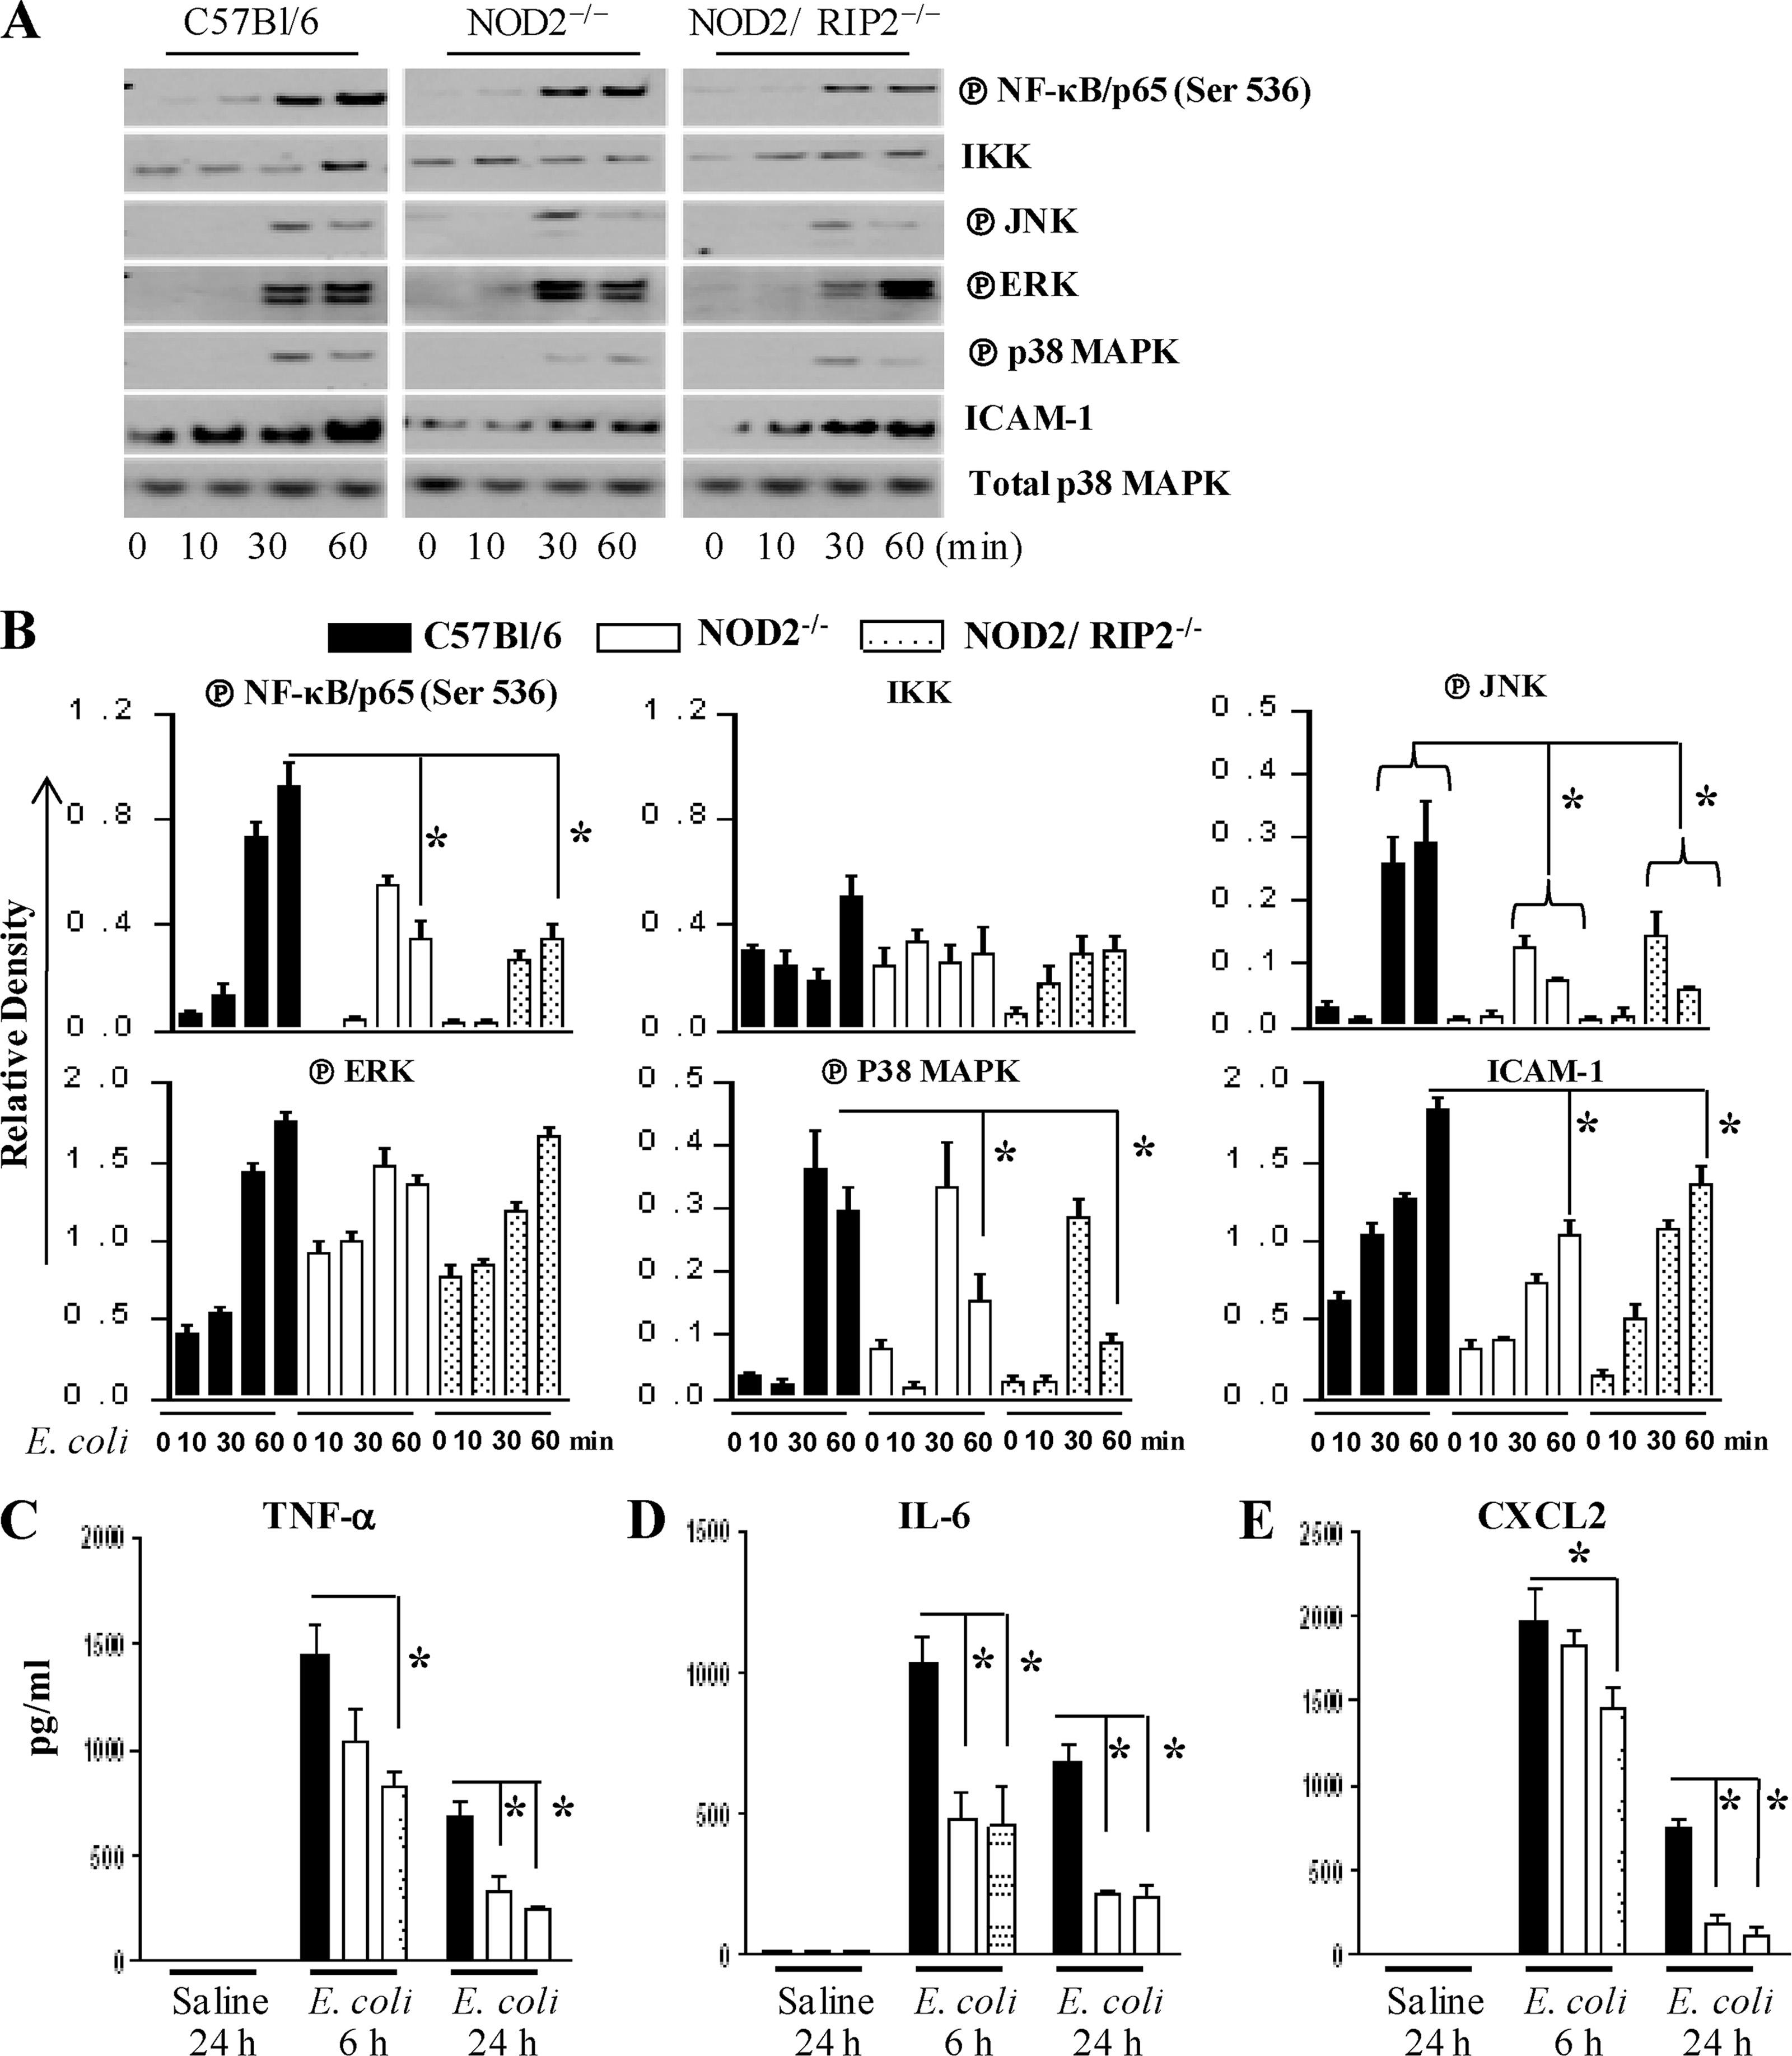 A
C57Bl/6 NOD2−/− NOD2/ RIP2−/−
Ⓟ NF-κB/p65 (Ser 536)
IKK
Ⓟ JNK
Ⓟ ERK
Ⓟ p38 MAPK
ICAM-1
Total p38 MAPK
0 10 30 60 0 10 30 60 0 10 30 60 (min)
B
C57Bl/6 NOD2-/- NOD2/ RIP2-/-
Relative Density
Ⓟ NF-κB/p65 (Ser 536)
1.2
0.8
0.4
0.0
* *
IKK
1.2
0.8
0.4
0.0
Ⓟ JNK
0.5
0.4
0.3
0.2
0.1
0.0
* *
Ⓟ ERK
2.0
1.5
1.0
0.5
0.0
Ⓟ P38 MAPK
0.5
0.4
0.3
0.2
0.1
0.0
* *
ICAM-1
2.0
1.5
1.0
0.5
0.0
* *
E. coli 0 10 30 60 0 10 30 60 0 10 30 60 min
0 10 30 60 0 10 30 60 0 10 30 60 min
0 10 30 60 0 10 30 60 0 10 30 60 min
C
TNF-α
pg/ml
2000
1500
1000
500
0
* * *
Saline E. coli E. coli
24 h 6 h 24 h
D
IL-6
1500
1000
500
0
* * * *
Saline E. coli E. coli
24 h 6 h 24 h
E
CXCL2
2500
2000
1500
1000
500
0
* * *
Saline E. coli E. coli
24 h 6 h 24 h